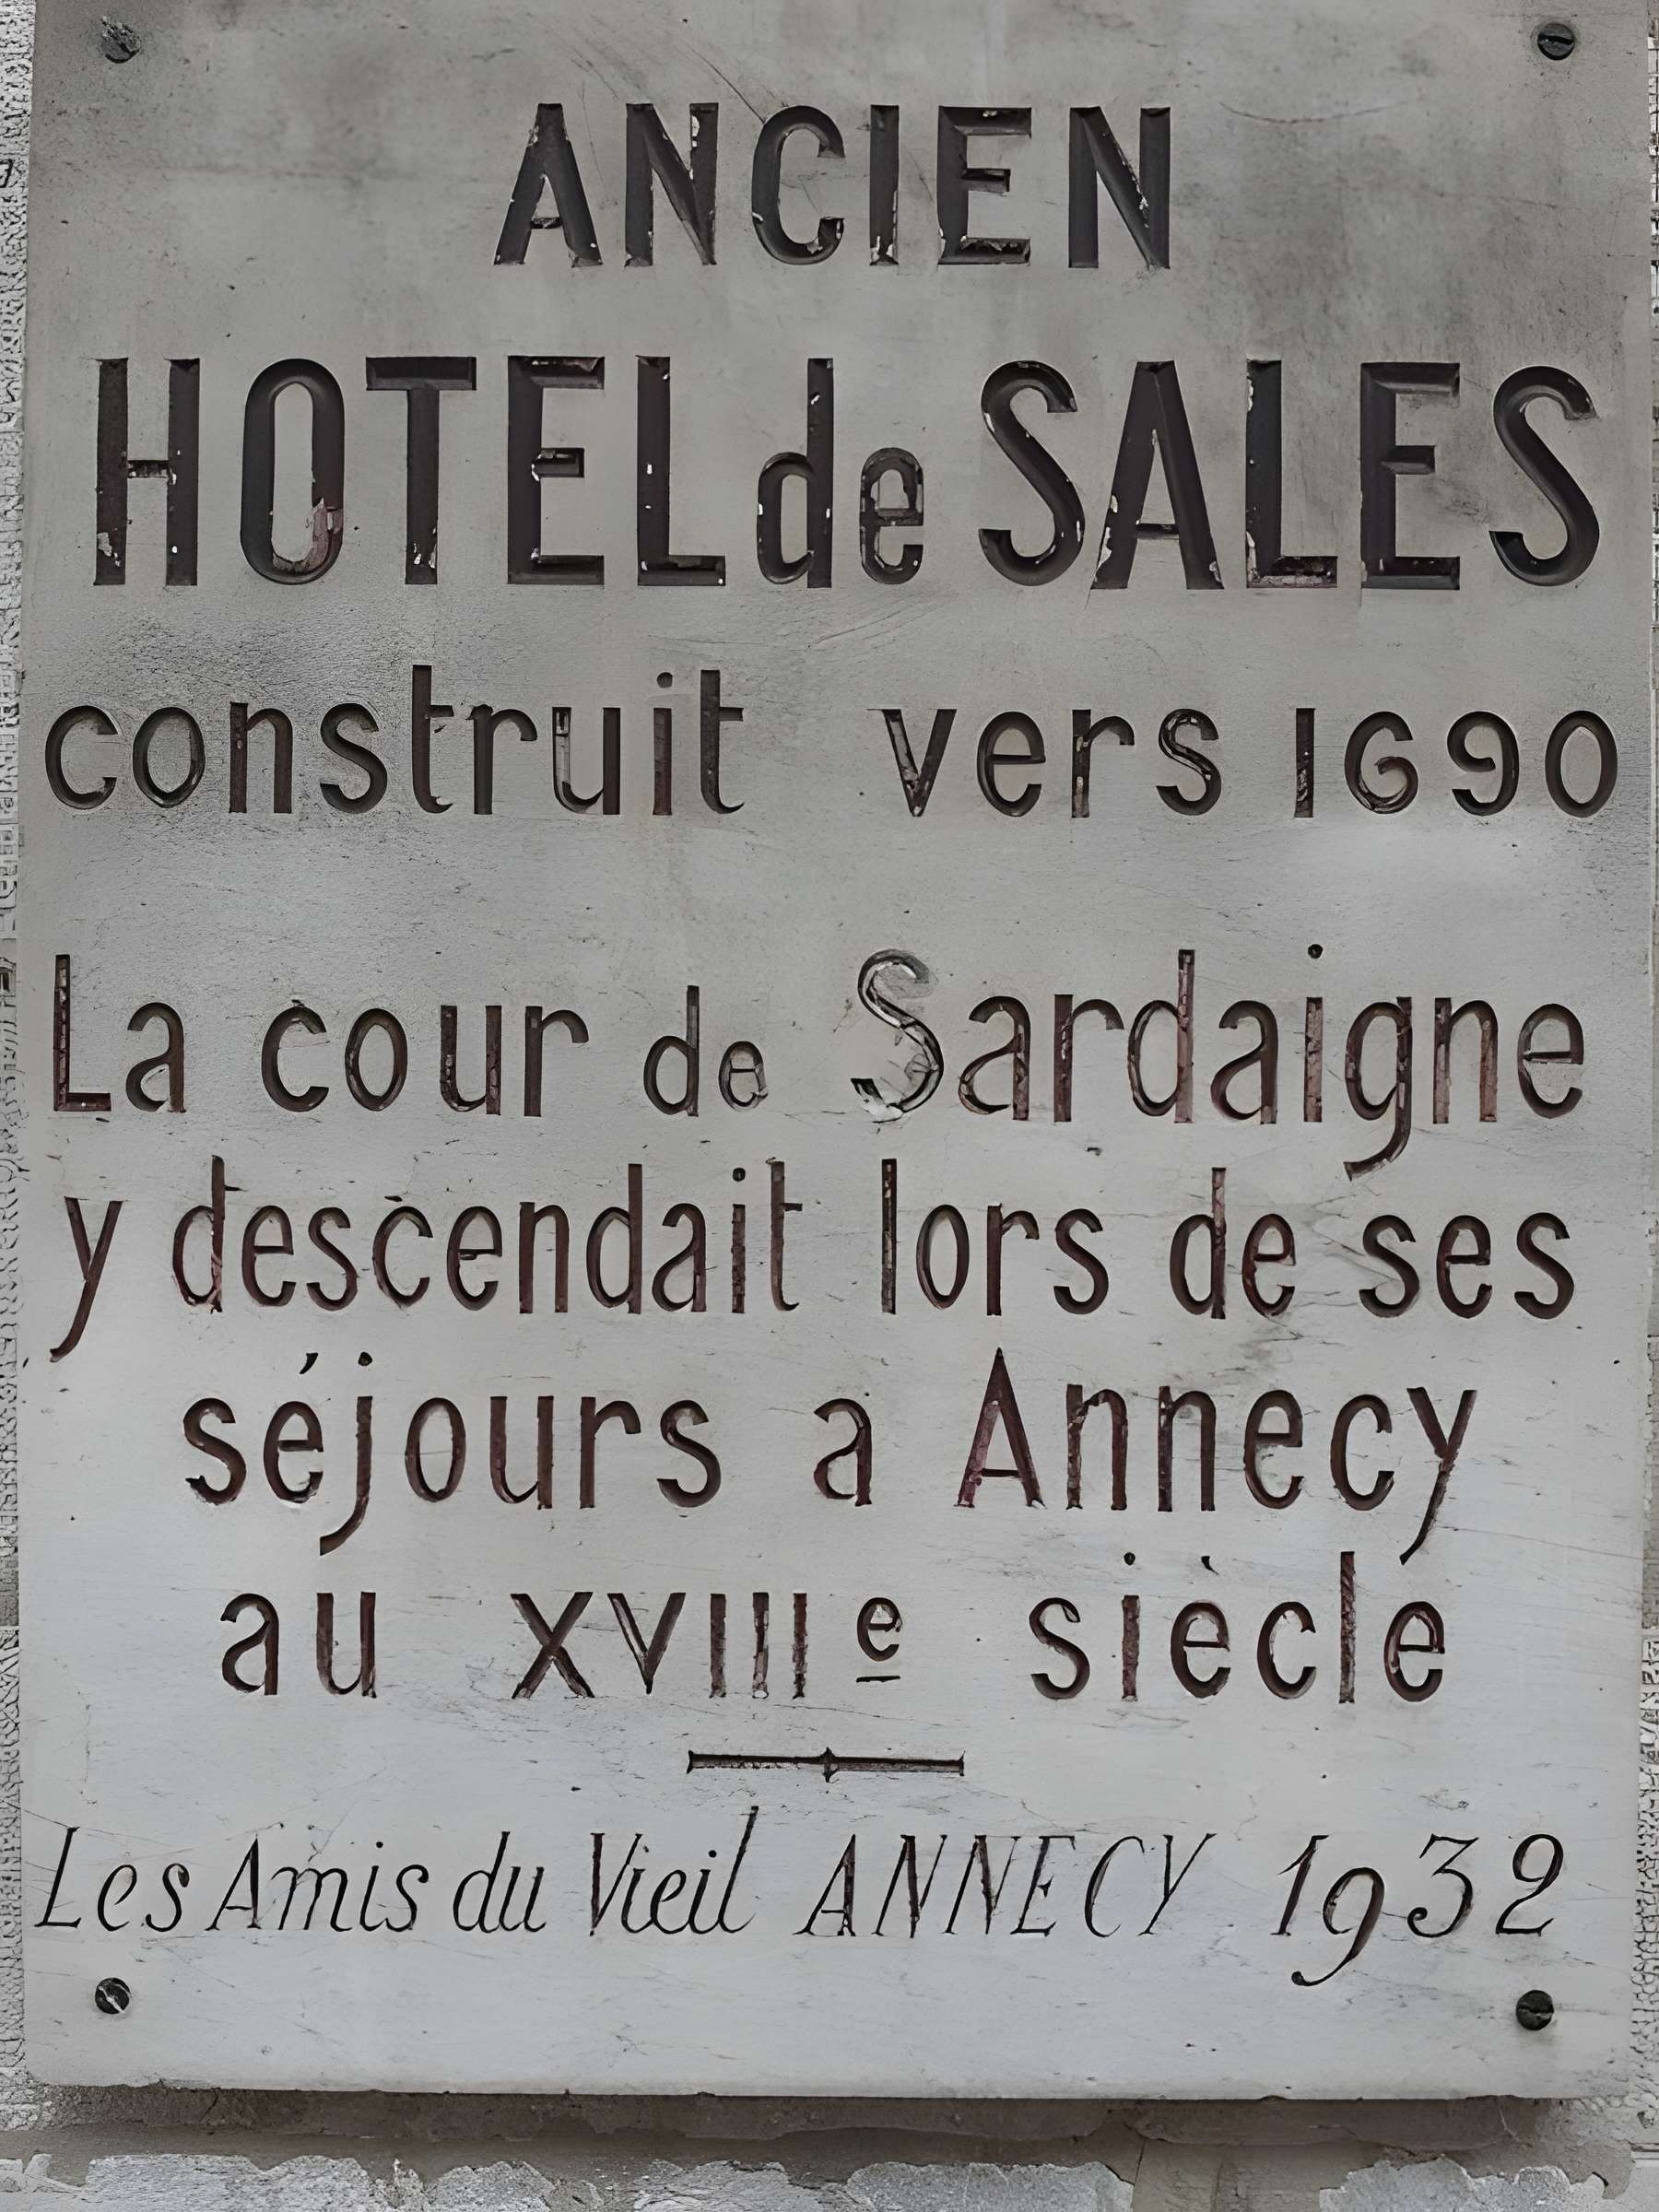 ANCIEN
HOTEL de SALES
construit vers 1690
La cour de Sardaigne
y descendait lors de ses
séjours a Annecy
au XVIIIe siècle
Les Amis du Vieil ANNECY 1932